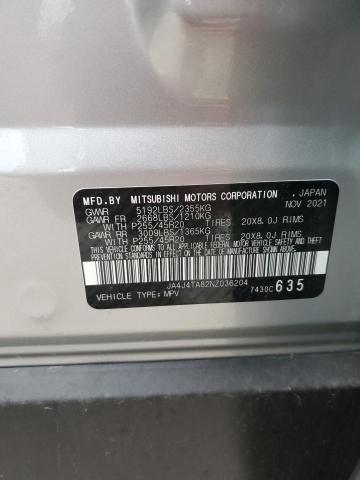 MFD.BY MITSUBISHI MOTORS CORPORATION, JAPAN
GVWR 5192LBS/2355KG NOV 2021
GAWR FR 2668LBS/1210KG
WITH P255/45R20 TIRES, 20X8.0J RIMS
GAWR RR 3009LBS/1365KG
WITH P255/45R20 TIRES, 20X8.0J RIMS
THIS VEHICLE CONFORMS TO ALL APPLICABLE FEDERAL
MOTOR VEHICLE SAFETY, BUMPER, AND THEFT
PREVENTION STANDARDS IN EFFECT ON THE DATE OF
MANUFACTURE SHOWN ABOVE.
JA4J4TA82NZ036204
VEHICLE TYPE: MPV 7430C 635